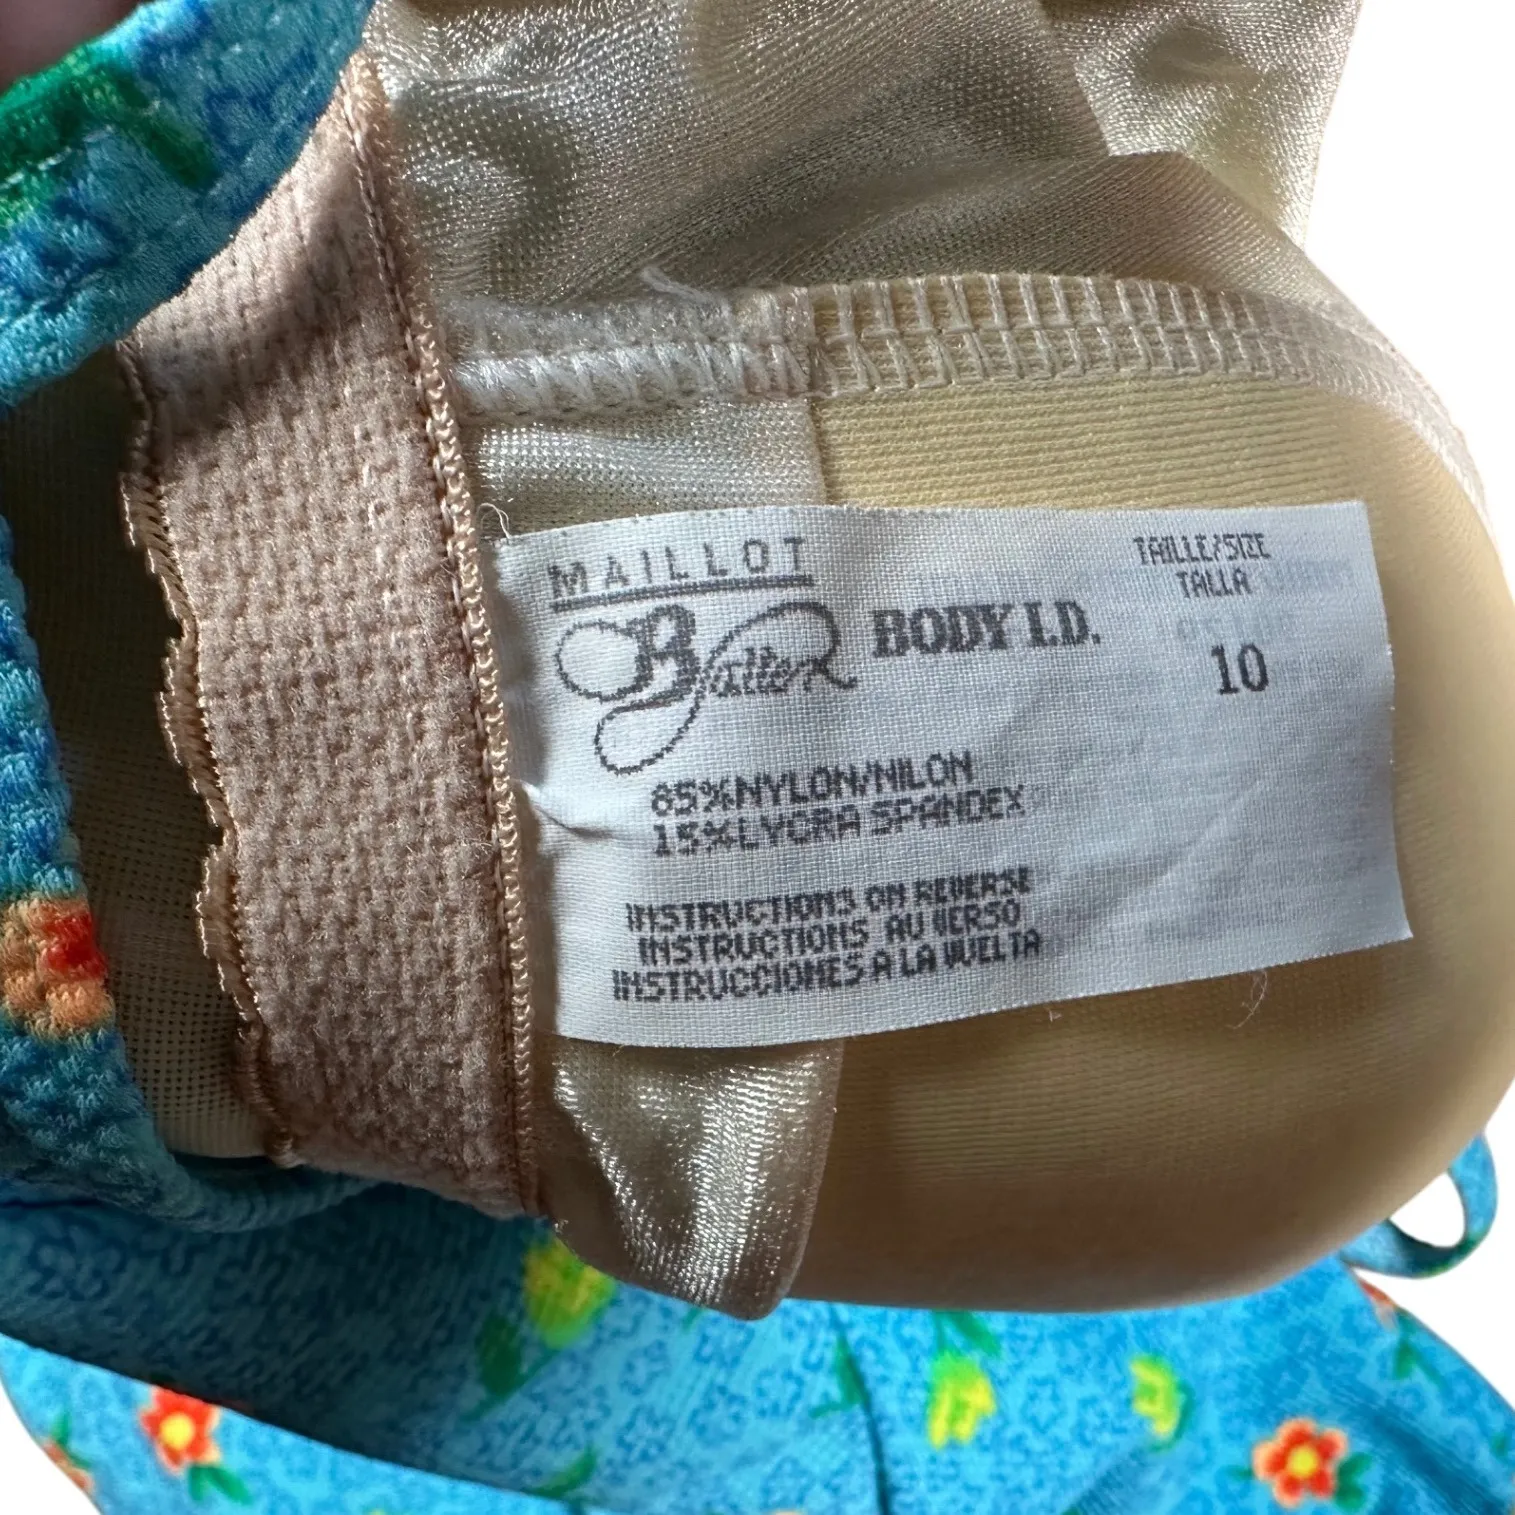 MAILLOT
Baltex BODY I.D.
TAILLE/SIZE
TALLA
10
85%NYLON/NILON
15%LYCRA SPANDEX
INSTRUCTIONS ON REVERSE
INSTRUCTIONS AU VERSO
INSTRUCCIONES A LA VUELTA